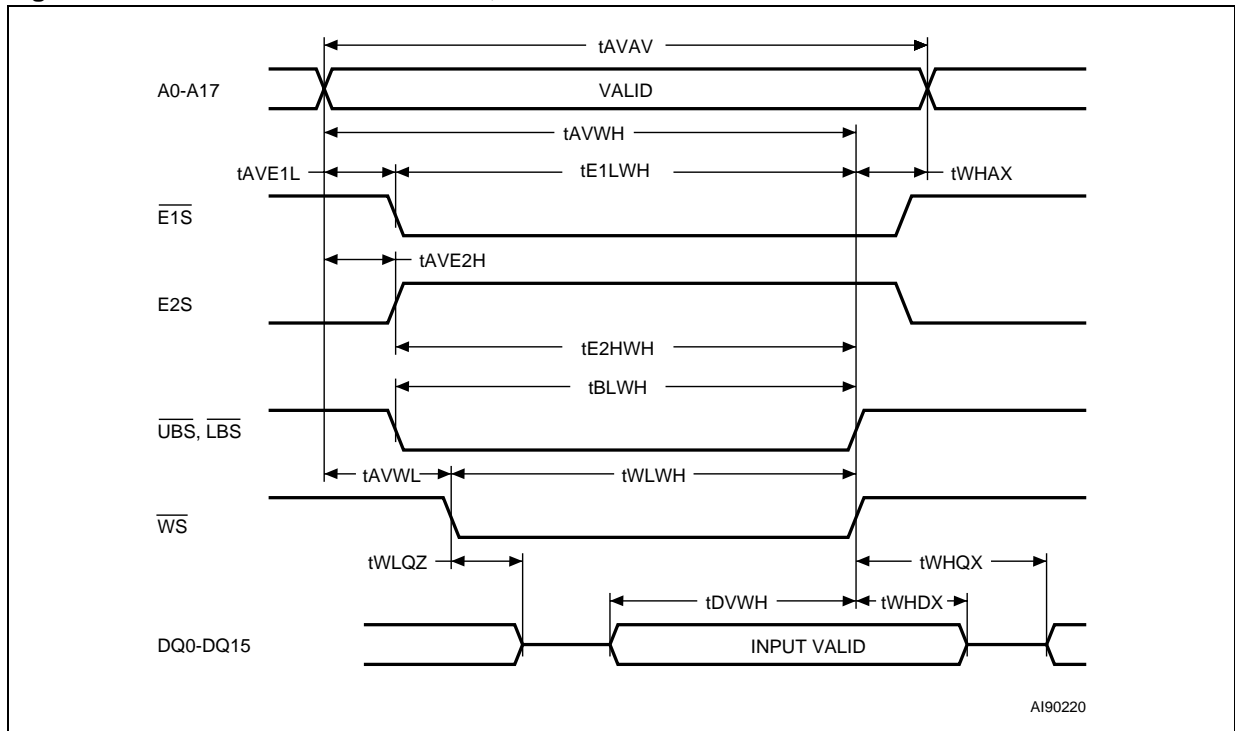 tAVAV
A0-A17
VALID
tAVWH
tAVE1L
tE1LWH
tWHAX
E1S
tAVE2H
E2S
tE2HWH
tBLWH
UBS, LBS
tAVWL
tWLWH
WS
tWLQZ
tWHQX
tDVWH
tWHDX
DQ0-DQ15
INPUT VALID
AI90220